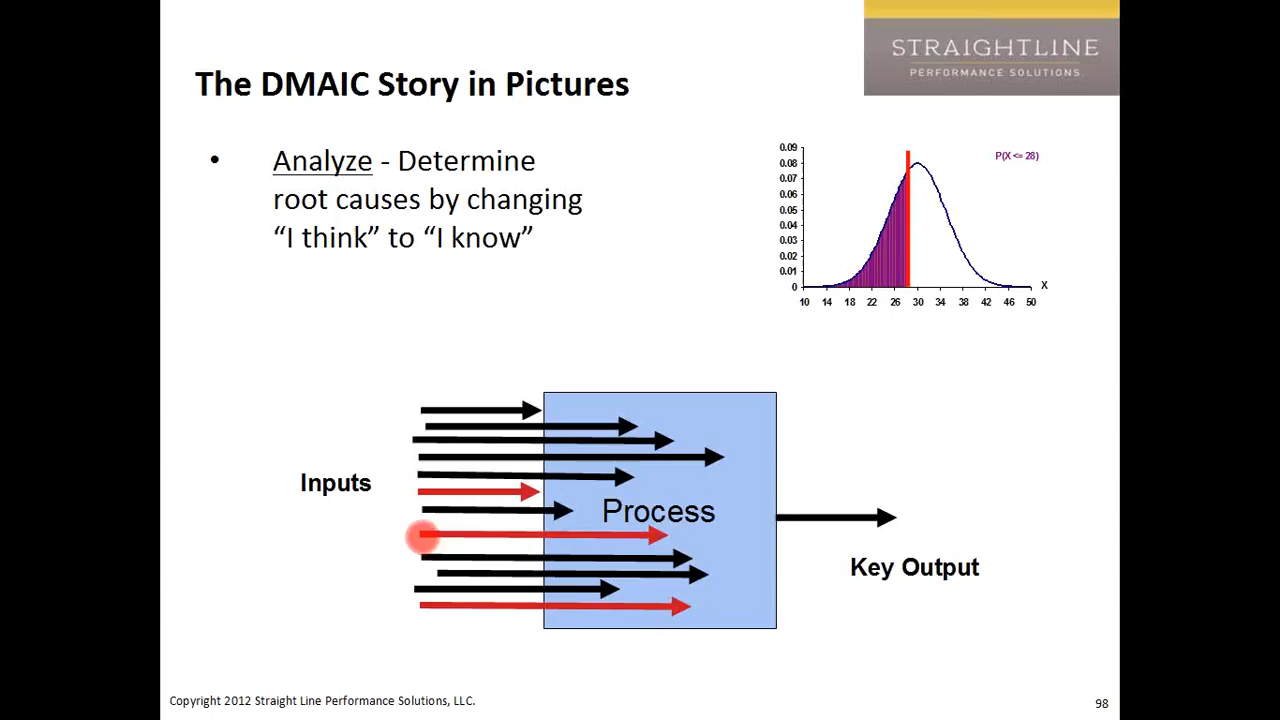 STRAIGHTLINE
PERFORMANCE SOLUTIONS.
The DMAIC Story in Pictures
• Analyze - Determine
root causes by changing
“I think” to “I know”
P(X <= 28)
0.09
0.08
0.07
0.06
0.05
0.04
0.03
0.02
0.01
0
X
10 14 18 22 26 30 34 38 42 46 50
Inputs
Process
Key Output
Copyright 2012 Straight Line Performance Solutions, LLC.
98